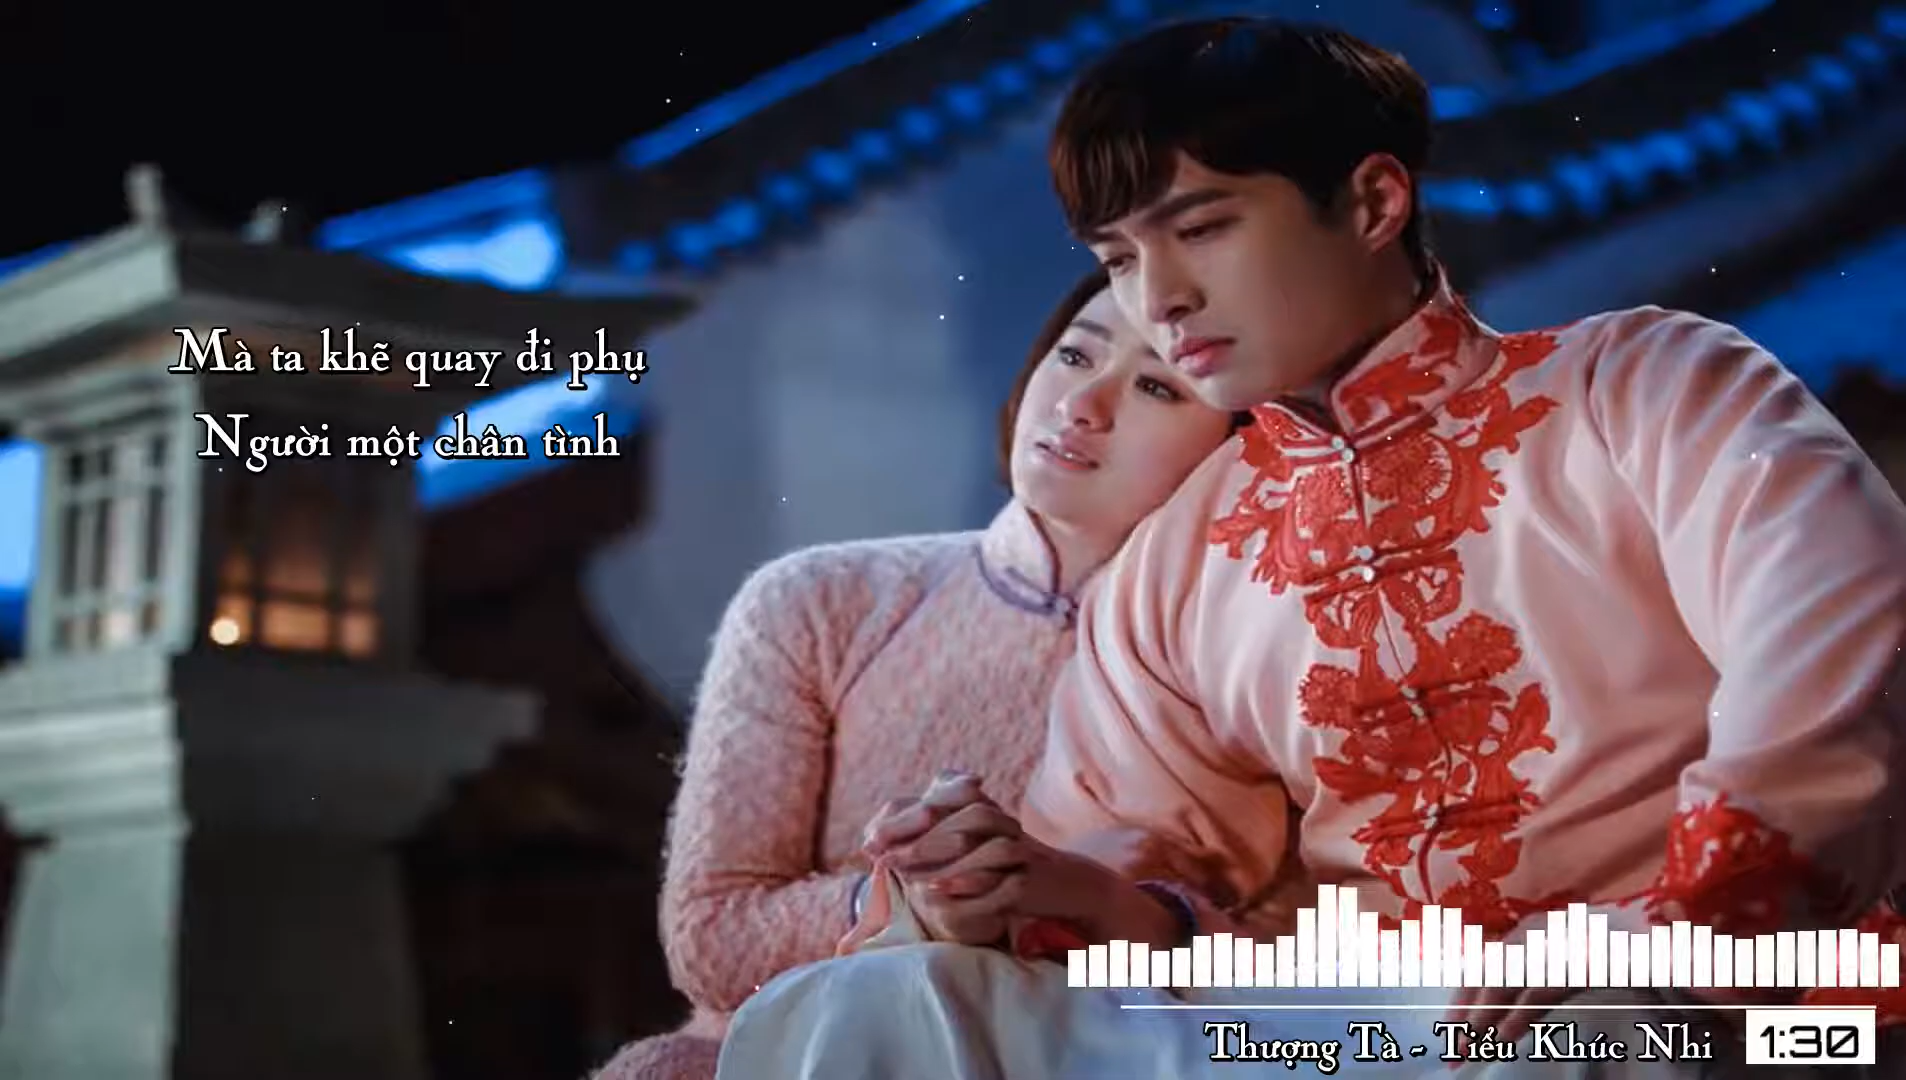 Mà ta khẽ quay đi phụ
Người một chân tình
Thượng Tà - Tiểu Khúc Nhi
1:30